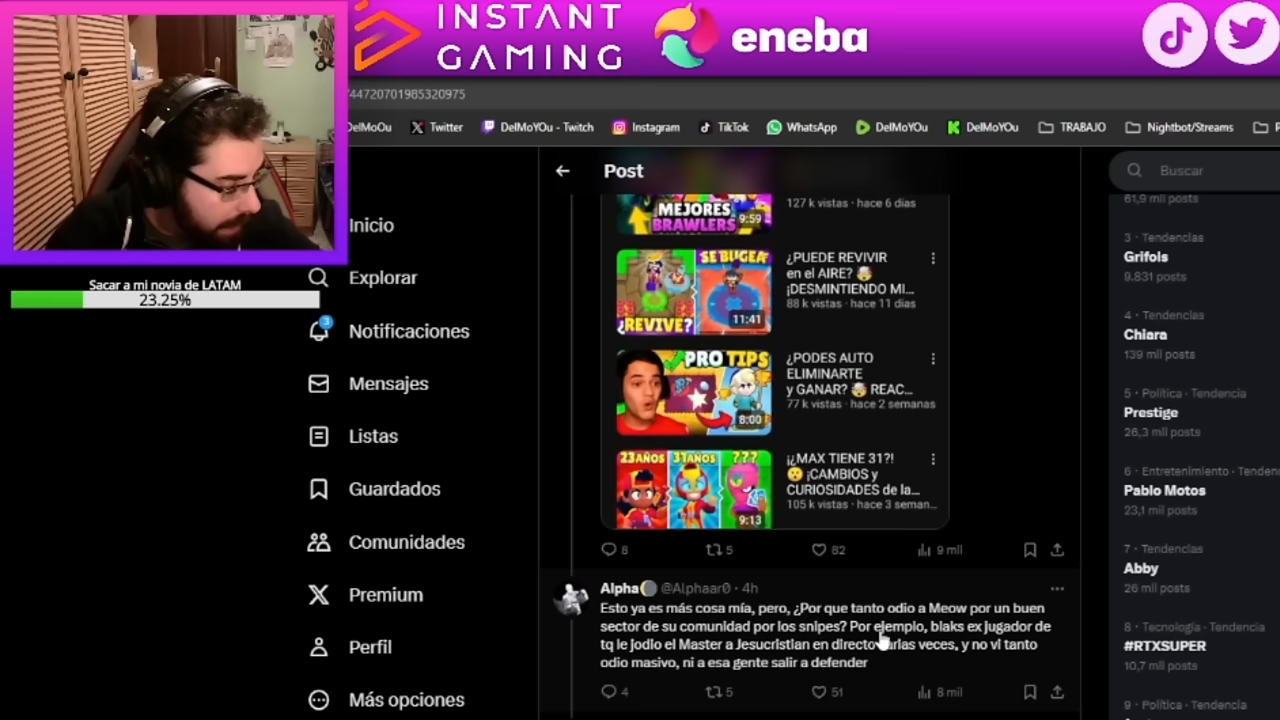 INSTANT
GAMING
eneba
447207019853209​75
DelMoOu
Twitter
DelMoYOu - Twitch
Instagram
TikTok
WhatsApp
DelMoYOu
DelMoYOu
TRABAJO
Nightbot/Streams
Sacar a mi novia de LATAM
23.25%
Inicio
Explorar
3
Notificaciones
Mensajes
Listas
Guardados
Comunidades
Premium
Perfil
Más opciones
Post
MEJORES
BRAWLERS
9:59
127 k vistas · hace 6 días
SE BUGEA
¿REVIVE?
11:41
¿PUEDE REVIVIR
en el AIRE? 🤯
¡DESMINTIENDO MI...
88 k vistas · hace 11 días
PRO TIPS
8:00
¿PODES AUTO
ELIMINARTE
y GANAR? 🤯 REAC...
77 k vistas · hace 2 semanas
23AÑOS 31AÑOS ???
9:13
¡¿MAX TIENE 31?!
😮 ¡CAMBIOS y
CURIOSIDADES de la...
105 k vistas · hace 3 seman...
8 5 82 9 mil
Alpha🌘 @Alphaar0 · 4h
Esto ya es más cosa mía, pero, ¿Por que tanto odio a Meow por un buen
sector de su comunidad por los snipes? Por ejemplo, blaks ex jugador de
tq le jodio el Master a Jesucristian en directo varias veces, y no vi tanto
odio masivo, ni a esa gente salir a defender
4 5 51 8 mil
Buscar
61,9 mil posts
3 · Tendencias
Grifols
9.831 posts
4 · Tendencias
Chiara
139 mil posts
5 · Política · Tendencia
Prestige
26,3 mil posts
6 · Entretenimiento · Tenden
Pablo Motos
23,1 mil posts
7 · Tendencias
Abby
26 mil posts
8 · Tecnología · Tendencia
#RTXSUPER
10,7 mil posts
9 · Política · Tendencia